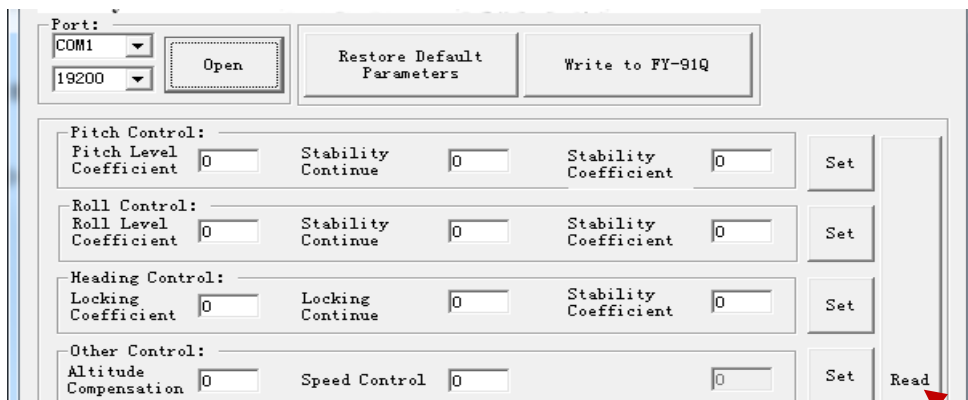 Port:
COM1
19200
Open
Restore Default
Parameters
Write to FY-91Q
Pitch Control:
Pitch Level
Coefficient 0
Stability
Continue 0
Stability
Coefficient 0
Set
Roll Control:
Roll Level
Coefficient 0
Stability
Continue 0
Stability
Coefficient 0
Set
Heading Control:
Locking
Coefficient 0
Locking
Continue 0
Stability
Coefficient 0
Set
Other Control:
Altitude
Compensation 0
Speed Control 0
0
Set
Read